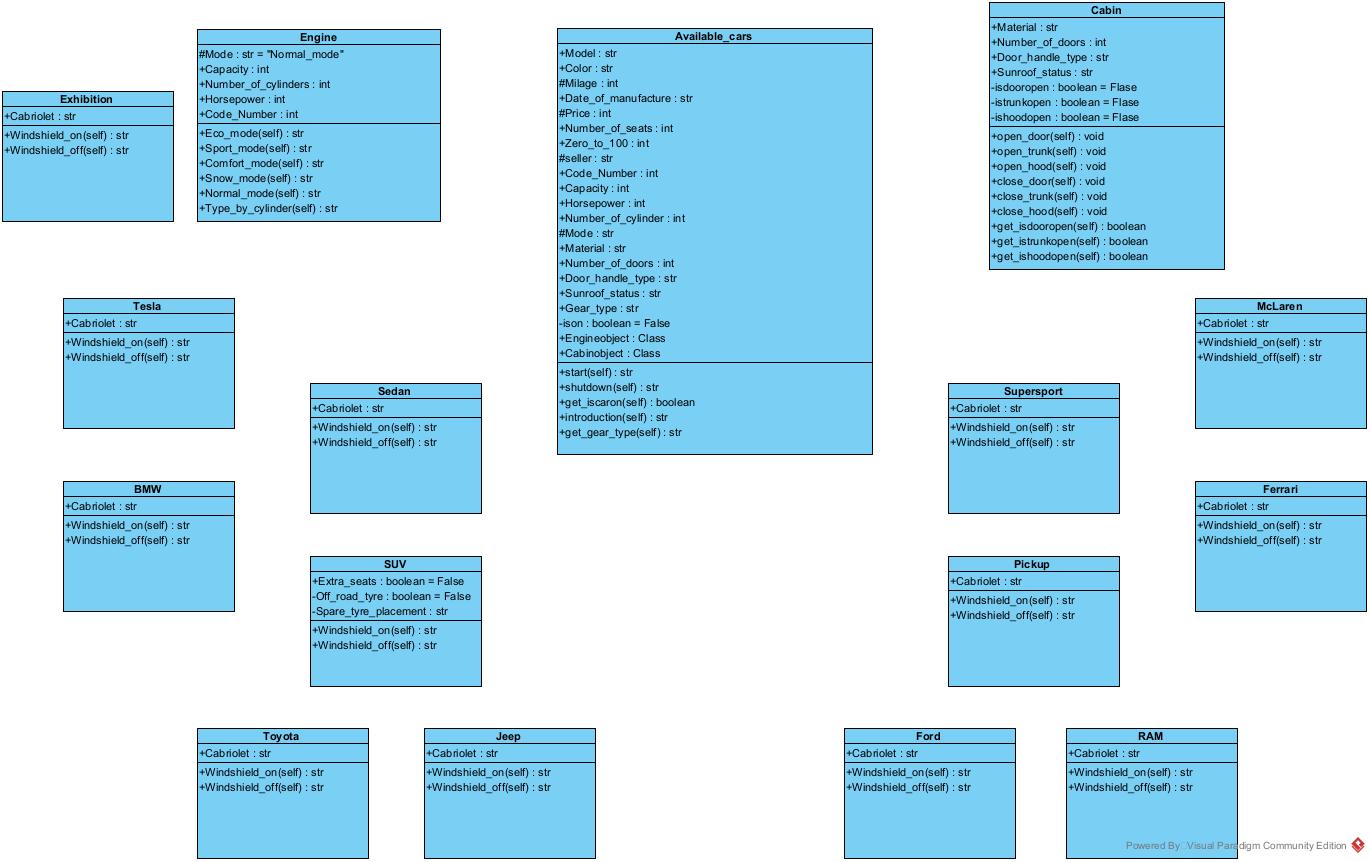 Exhibition
+Cabriolet : str
+Windshield_on(self) : str
+Windshield_off(self) : str
Engine
#Mode : str = "Normal_mode"
+Capacity : int
+Number_of_cylinders : int
+Horsepower : int
+Code_Number : int
+Eco_mode(self) : str
+Sport_mode(self) : str
+Comfort_mode(self) : str
+Snow_mode(self) : str
+Normal_mode(self) : str
+Type_by_cylinder(self) : str
Available_cars
+Model : str
+Color : str
#Milage : int
+Date_of_manufacture : str
#Price : int
+Number_of_seats : int
+Zero_to_100 : int
#seller : str
+Code_Number : int
+Capacity : int
+Horsepower : int
+Number_of_cylinder : int
#Mode : str
+Material : str
+Number_of_doors : int
+Door_handle_type : str
+Sunroof_status : str
+Gear_type : str
-ison : boolean = False
+Engineobject : Class
+Cabinobject : Class
+start(self) : str
+shutdown(self) : str
+get_iscaron(self) : boolean
+introduction(self) : str
+get_gear_type(self) : str
Cabin
+Material : str
+Number_of_doors : int
+Door_handle_type : str
+Sunroof_status : str
-isdooropen : boolean = Flase
-istrunkopen : boolean = Flase
-ishoodopen : boolean = Flase
+open_door(self) : void
+open_trunk(self) : void
+open_hood(self) : void
+close_door(self) : void
+close_trunk(self) : void
+close_hood(self) : void
+get_isdooropen(self) : boolean
+get_istrunkopen(self) : boolean
+get_ishoodopen(self) : boolean
Tesla
+Cabriolet : str
+Windshield_on(self) : str
+Windshield_off(self) : str
McLaren
+Cabriolet : str
+Windshield_on(self) : str
+Windshield_off(self) : str
Sedan
+Cabriolet : str
+Windshield_on(self) : str
+Windshield_off(self) : str
Supersport
+Cabriolet : str
+Windshield_on(self) : str
+Windshield_off(self) : str
BMW
+Cabriolet : str
+Windshield_on(self) : str
+Windshield_off(self) : str
Ferrari
+Cabriolet : str
+Windshield_on(self) : str
+Windshield_off(self) : str
SUV
+Extra_seats : boolean = False
-Off_road_tyre : boolean = False
-Spare_tyre_placement : str
+Windshield_on(self) : str
+Windshield_off(self) : str
Pickup
+Cabriolet : str
+Windshield_on(self) : str
+Windshield_off(self) : str
Toyota
+Cabriolet : str
+Windshield_on(self) : str
+Windshield_off(self) : str
Jeep
+Cabriolet : str
+Windshield_on(self) : str
+Windshield_off(self) : str
Ford
+Cabriolet : str
+Windshield_on(self) : str
+Windshield_off(self) : str
RAM
+Cabriolet : str
+Windshield_on(self) : str
+Windshield_off(self) : str
Powered By Visual Paradigm Community Edition